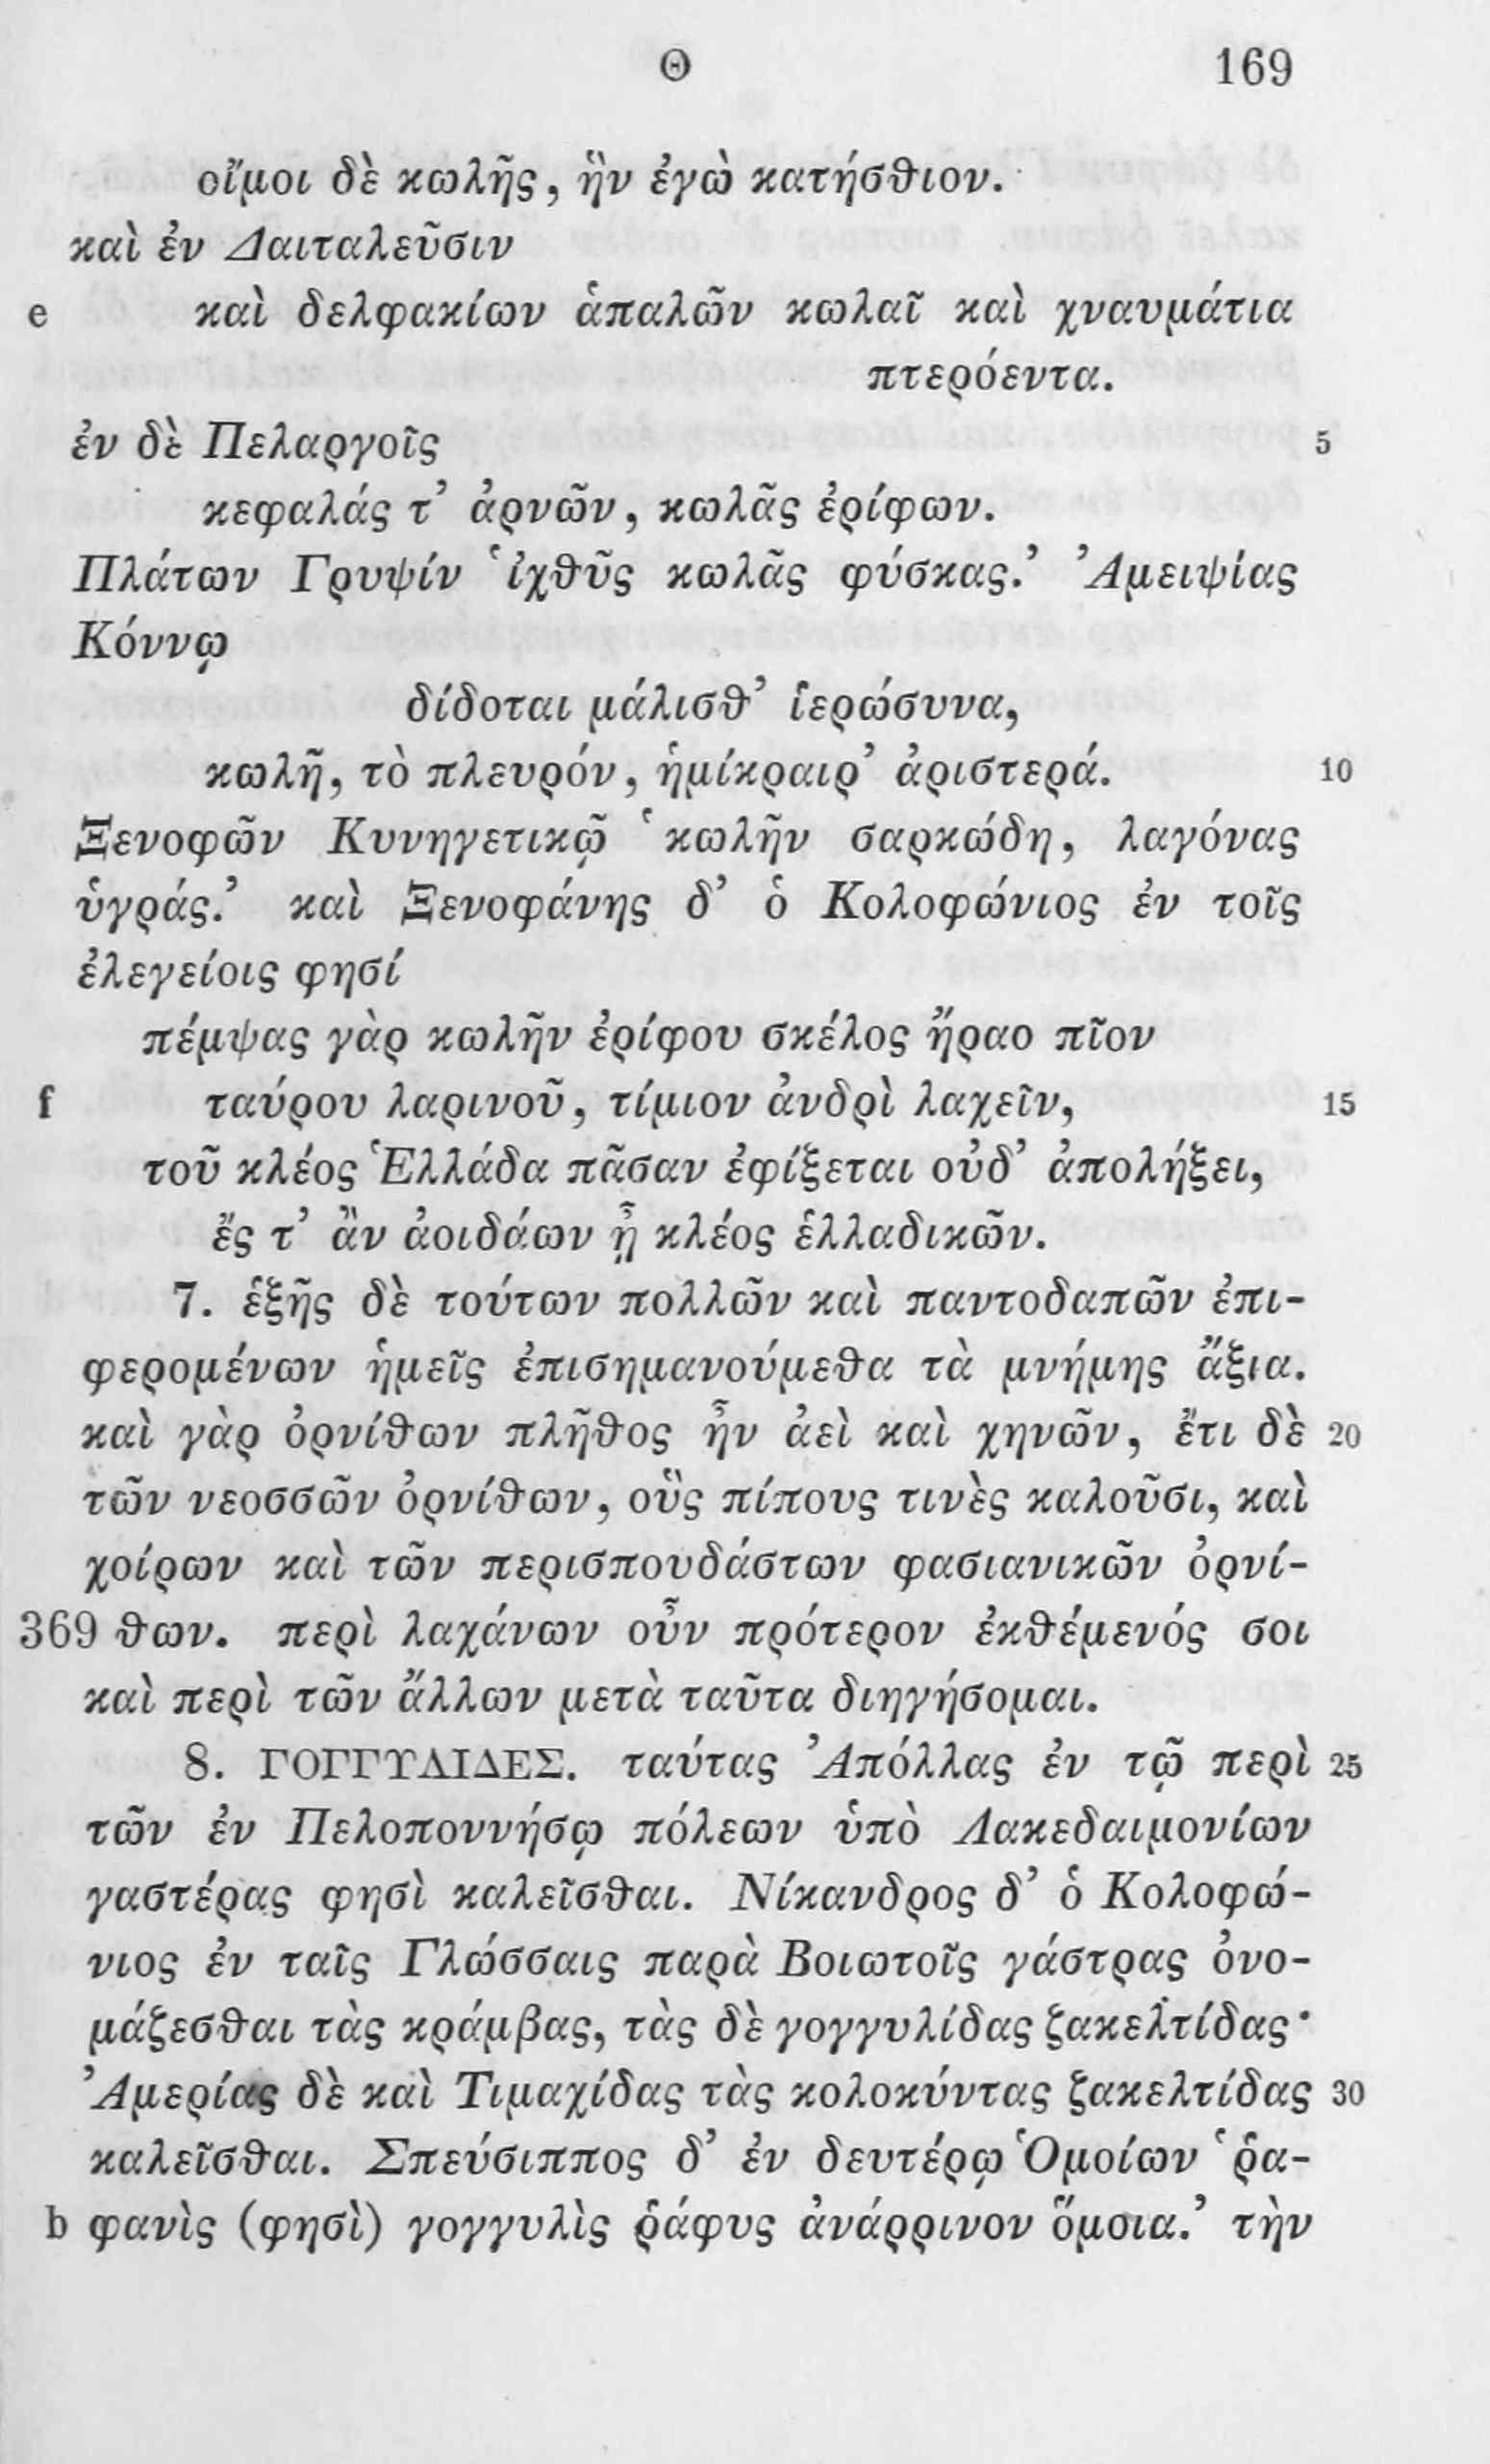 Θ 169
οἴμοι δὲ κωλῆς, ἣν ἐγὼ κατήσθιον.
καὶ ἐν Δαιταλεῦσιν
e καὶ δελφακίων ἁπαλῶν κωλαῖ καὶ χναυμάτια
πτερόεντα.
ἐν δὲ Πελαργοῖς 5
κεφαλάς τ’ ἀρνῶν, κωλᾶς ἐρίφων.
Πλάτων Γρυψίν ‘ἰχθῦς κωλᾶς φύσκας.’ Ἀμειψίας
Κόννῳ
δίδοται μάλισθ’ ἱερώσυνα,
κωλῆ, τὸ πλευρόν, ἡμίκραιρ’ ἀριστερά. 10
Ξενοφῶν Κυνηγετικῷ ‘κωλῆν σαρκώδη, λαγόνας
ὑγράς.’ καὶ Ξενοφάνης δ’ ὁ Κολοφώνιος ἐν τοῖς
ἐλεγείοις φησί
πέμψας γὰρ κωλῆν ἐρίφου σκέλος ἤραο πῖον
f ταύρου λαρινοῦ, τίμιον ἀνδρὶ λαχεῖν, 15
τοῦ κλέος Ἑλλάδα πᾶσαν ἐφίξεται οὐδ’ ἀπολήξει,
ἔς τ’ ἂν ἀοιδάων ᾖ κλέος ἑλλαδικῶν.
7. ἑξῆς δὲ τούτων πολλῶν καὶ παντοδαπῶν ἐπι-
φερομένων ἡμεῖς ἐπισημανούμεθα τὰ μνήμης ἄξια.
καὶ γὰρ ὀρνίθων πλῆθος ἦν ἀεὶ καὶ χηνῶν, ἔτι δὲ 20
τῶν νεοσσῶν ὀρνίθων, οὓς πίπους τινὲς καλοῦσι, καὶ
χοίρων καὶ τῶν περισπουδάστων φασιανικῶν ὀρνί-
369 θων. περὶ λαχάνων οὖν πρότερον ἐκθέμενός σοι
καὶ περὶ τῶν ἄλλων μετὰ ταῦτα διηγήσομαι.
8. ΓΟΓΓΥΛΙΔΕΣ. ταύτας Ἀπόλλας ἐν τῷ περὶ 25
τῶν ἐν Πελοποννήσῳ πόλεων ὑπὸ Λακεδαιμονίων
γαστέρας φησὶ καλεῖσθαι. Νίκανδρος δ’ ὁ Κολοφώ-
νιος ἐν ταῖς Γλώσσαις παρὰ Βοιωτοῖς γάστρας ὀνο-
μάζεσθαι τὰς κράμβας, τὰς δὲ γογγυλίδας ζακελτίδας·
Ἀμερίας δὲ καὶ Τιμαχίδας τὰς κολοκύντας ζακελτίδας 30
καλεῖσθαι. Σπεύσιππος δ’ ἐν δευτέρῳ Ὁμοίων ‘ῥα-
b φανὶς (φησὶ) γογγυλὶς ῥάφυς ἀνάρρινον ὅμοια.’ τὴν